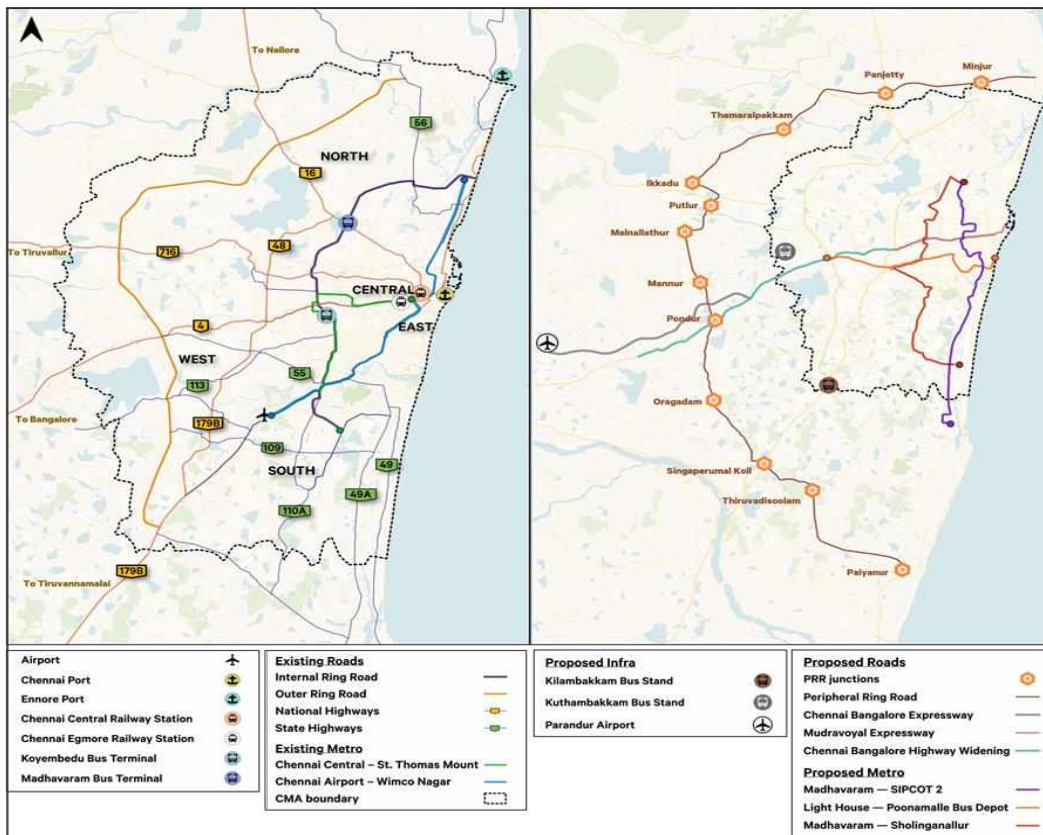 To Nellore
56
NORTH
16
To Tiruvallur
716
48
CENTRAL
EAST
4
WEST
55
113
To Bangalore
179B
109
SOUTH
49
49A
110A
179B
To Tiruvannamalai
Minjur
Panjetty
Thamaraipakkam
Ikkadu
Putlur
Melnallathur
Mannur
Pondur
Oragadam
Singaperumal Koil
Thiruvadisoolam
Paiyanur
Airport
Chennai Port
Ennore Port
Chennai Central Railway Station
Chennai Egmore Railway Station
Koyembedu Bus Terminal
Madhavaram Bus Terminal
Existing Roads
Internal Ring Road
Outer Ring Road
National Highways
State Highways
Existing Metro
Chennai Central – St. Thomas Mount
Chennai Airport – Wimco Nagar
CMA boundary
Proposed Infra
Kilambakkam Bus Stand
Kuthambakkam Bus Stand
Parandur Airport
Proposed Roads
PRR junctions
Peripheral Ring Road
Chennai Bangalore Expressway
Mudravoyal Expressway
Chennai Bangalore Highway Widening
Proposed Metro
Madhavaram — SIPCOT 2
Light House — Poonamalle Bus Depot
Madhavaram — Sholinganallur